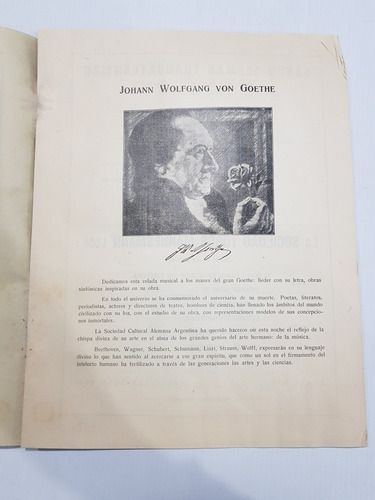 JOHANN WOLFGANG VON GOETHE
Dedicamos esta velada musical a los manes del gran Goethe: lieder con su letra, obras
sinfónicas inspiradas en su obra.
En todo el universo se ha conmemorado el aniversario de su muerte. Poetas, literatos,
periodistas, actores y directores de teatro, hombres de ciencia, han llenado los ámbitos del mundo
civilizado con su loa, con el estudio de su obra, con representaciones modelos de sus concepcio-
nes inmortales.
La Sociedad Cultural Alemana Argentina ha querido haceros oir esta noche el reflejo de la
chispa divina de su arte en el alma de los grandes genios del arte hermano: de la música.
Beethoven, Wagner, Schubert, Schumann, Liszt, Strauss, Wolff, expresarán en su lenguaje
divino lo que han sentido al acercarse a ese gran espíritu, que como un sol en el firmamento del
intelecto humano ha fertilizado a través de las generaciones las artes y las ciencias.